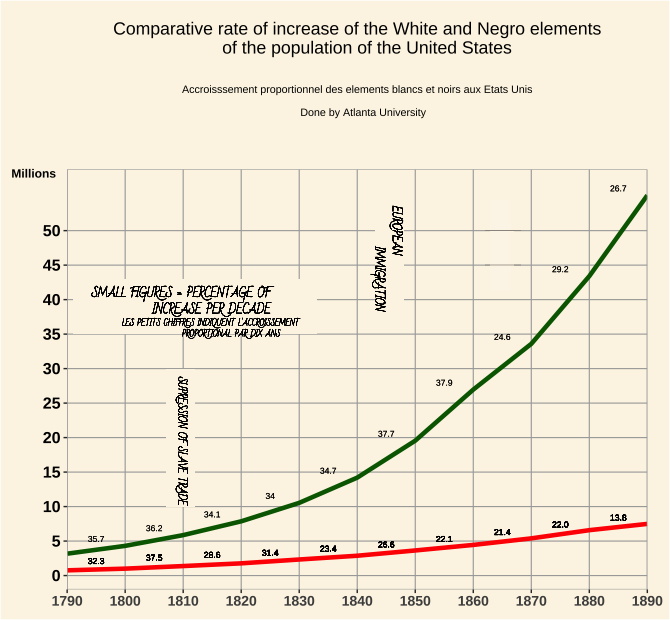 Comparative rate of increase of the White and Negro elements
of the population of the United States
Accroisssement proportionnel des elements blancs et noirs aux Etats Unis
Done by Atlanta University
Millions
26.7
EUROPEAN
IMMIGRATION
50
45
29.2
SMALL FIGURES = PERCENTAGE OF
INCREASE PER DECADE
LES PETITS CHIFFRES INDIQUENT L'ACCROISSEMENT
PROPORTIONAL PAR DIX ANS
40
35
24.6
30
SUPRESSION OF SLAVE TRADE
25
37.9
20
37.7
15
34.7
10
34
34.1
36.2
35.7
5
32.3
37.5
28.6
31.4
23.4
26.6
22.1
21.4
22.0
13.8
0
1790 1800 1810 1820 1830 1840 1850 1860 1870 1880 1890